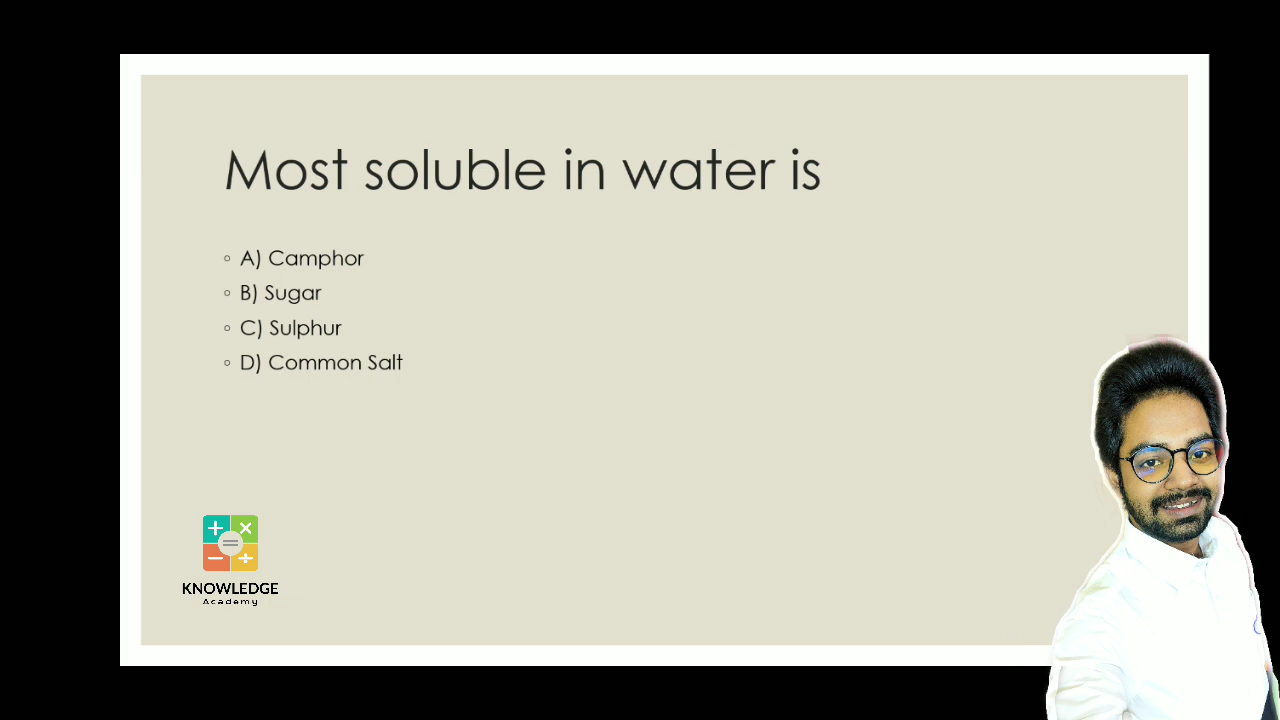 Most soluble in water is
◦ A) Camphor
◦ B) Sugar
◦ C) Sulphur
◦ D) Common Salt
KNOWLEDGE
Academy